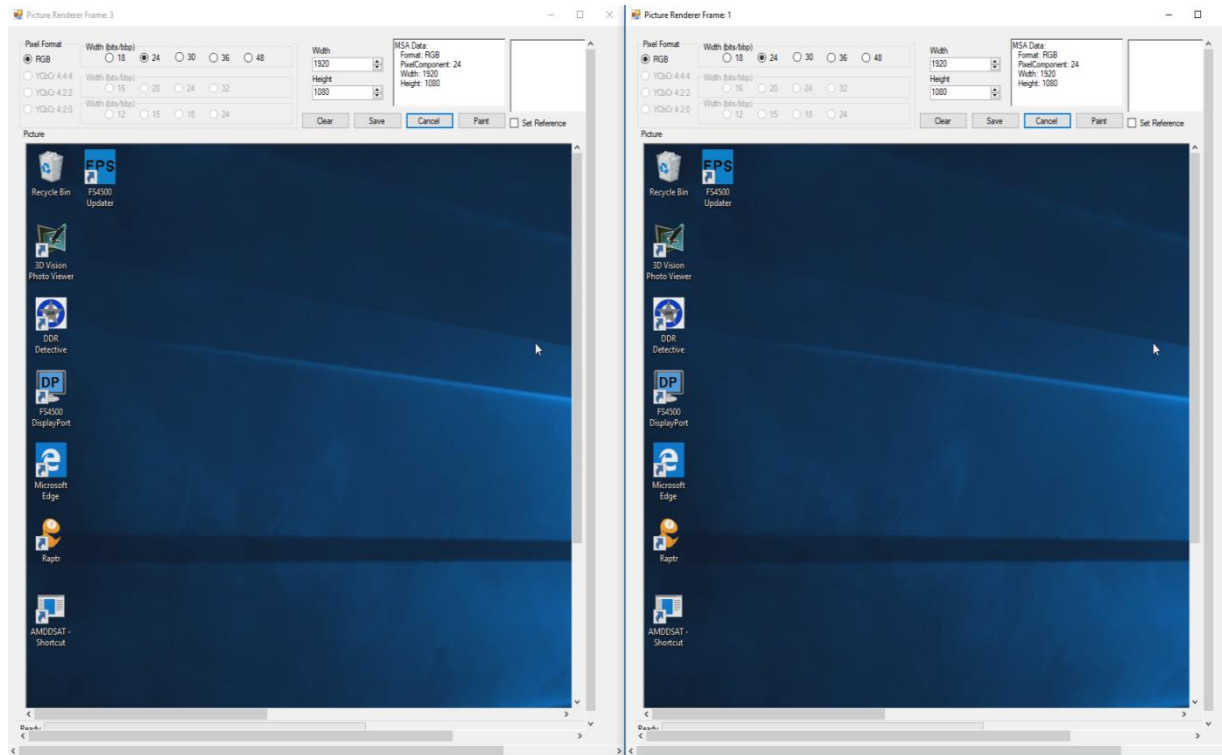 Picture Renderer Frame: 3
Pixel Format
Width (bits/bbp)
RGB
18 24 30 36 48
YCbCr 4:4:4
Width (bits/bbp)
16 20 24 32
YCbCr 4:2:2
YCbCr 4:2:0
Width (bits/bbp)
12 15 18 24
Width
1920
Height
1080
MSA Data:
Format: RGB
PixelComponent: 24
Width: 1920
Height: 1080
Clear Save Cancel Paint Set Reference
Picture
Recycle Bin
FPS
FS4500
Updater
3D Vision
Photo Viewer
DDR
Detective
DP
FS4500
DisplayPort
Microsoft
Edge
Raptr
AMDDSAT -
Shortcut
Ready
Picture Renderer Frame: 1
Pixel Format
Width (bits/bbp)
RGB
18 24 30 36 48
YCbCr 4:4:4
Width (bits/bbp)
16 20 24 32
YCbCr 4:2:2
YCbCr 4:2:0
Width (bits/bbp)
12 15 18 24
Width
1920
Height
1080
MSA Data:
Format: RGB
PixelComponent: 24
Width: 1920
Height: 1080
Clear Save Cancel Paint Set Reference
Picture
Recycle Bin
FPS
FS4500
Updater
3D Vision
Photo Viewer
DDR
Detective
DP
FS4500
DisplayPort
Microsoft
Edge
Raptr
AMDDSAT -
Shortcut
Ready